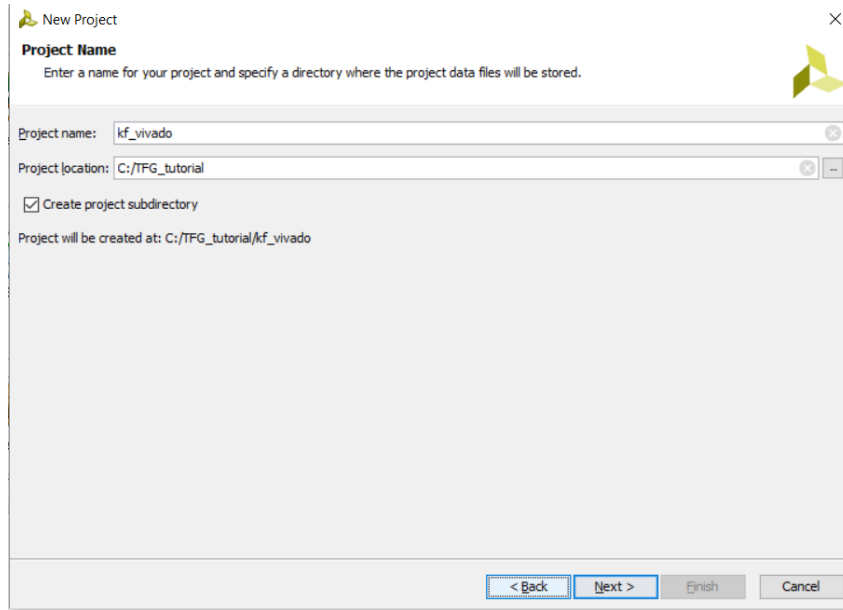 New Project
Project Name
Enter a name for your project and specify a directory where the project data files will be stored.
Project name: kf_vivado
Project location: C:/TFG_tutorial
...
Create project subdirectory
Project will be created at: C:/TFG_tutorial/kf_vivado
< Back Next > Finish Cancel